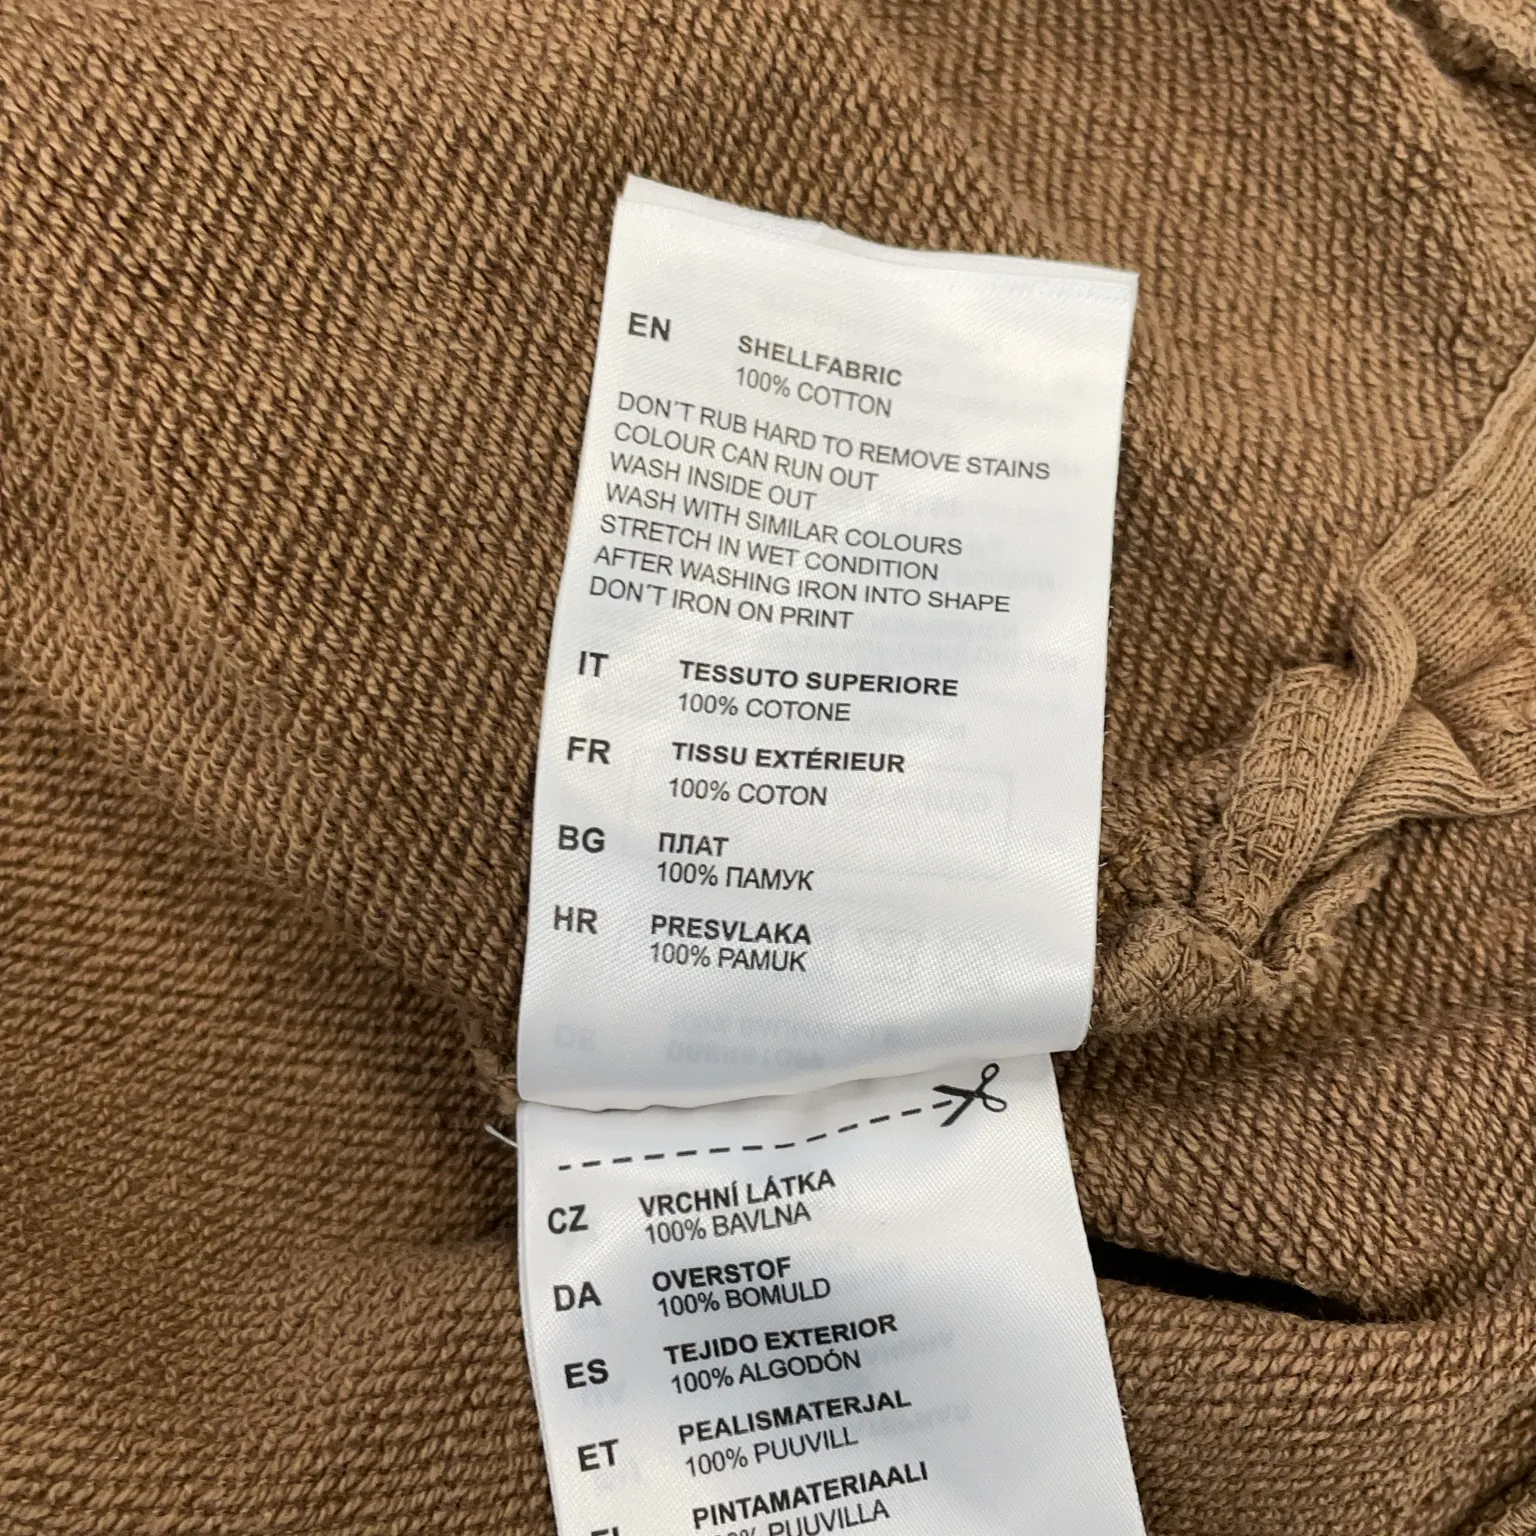 EN SHELLFABRIC
100% COTTON
DON´T RUB HARD TO REMOVE STAINS
COLOUR CAN RUN OUT
WASH INSIDE OUT
WASH WITH SIMILAR COLOURS
STRETCH IN WET CONDITION
AFTER WASHING IRON INTO SHAPE
DON´T IRON ON PRINT
IT TESSUTO SUPERIORE
100% COTONE
FR TISSU EXTÉRIEUR
100% COTON
BG ПЛАТ
100% ПАМУК
HR PRESVLAKA
100% PAMUK
CZ VRCHNÍ LÁTKA
100% BAVLNA
DA OVERSTOF
100% BOMULD
ES TEJIDO EXTERIOR
100% ALGODÓN
ET PEALISMATERJAL
100% PUUVILL
PINTAMATERIAALI
PUUVILLA